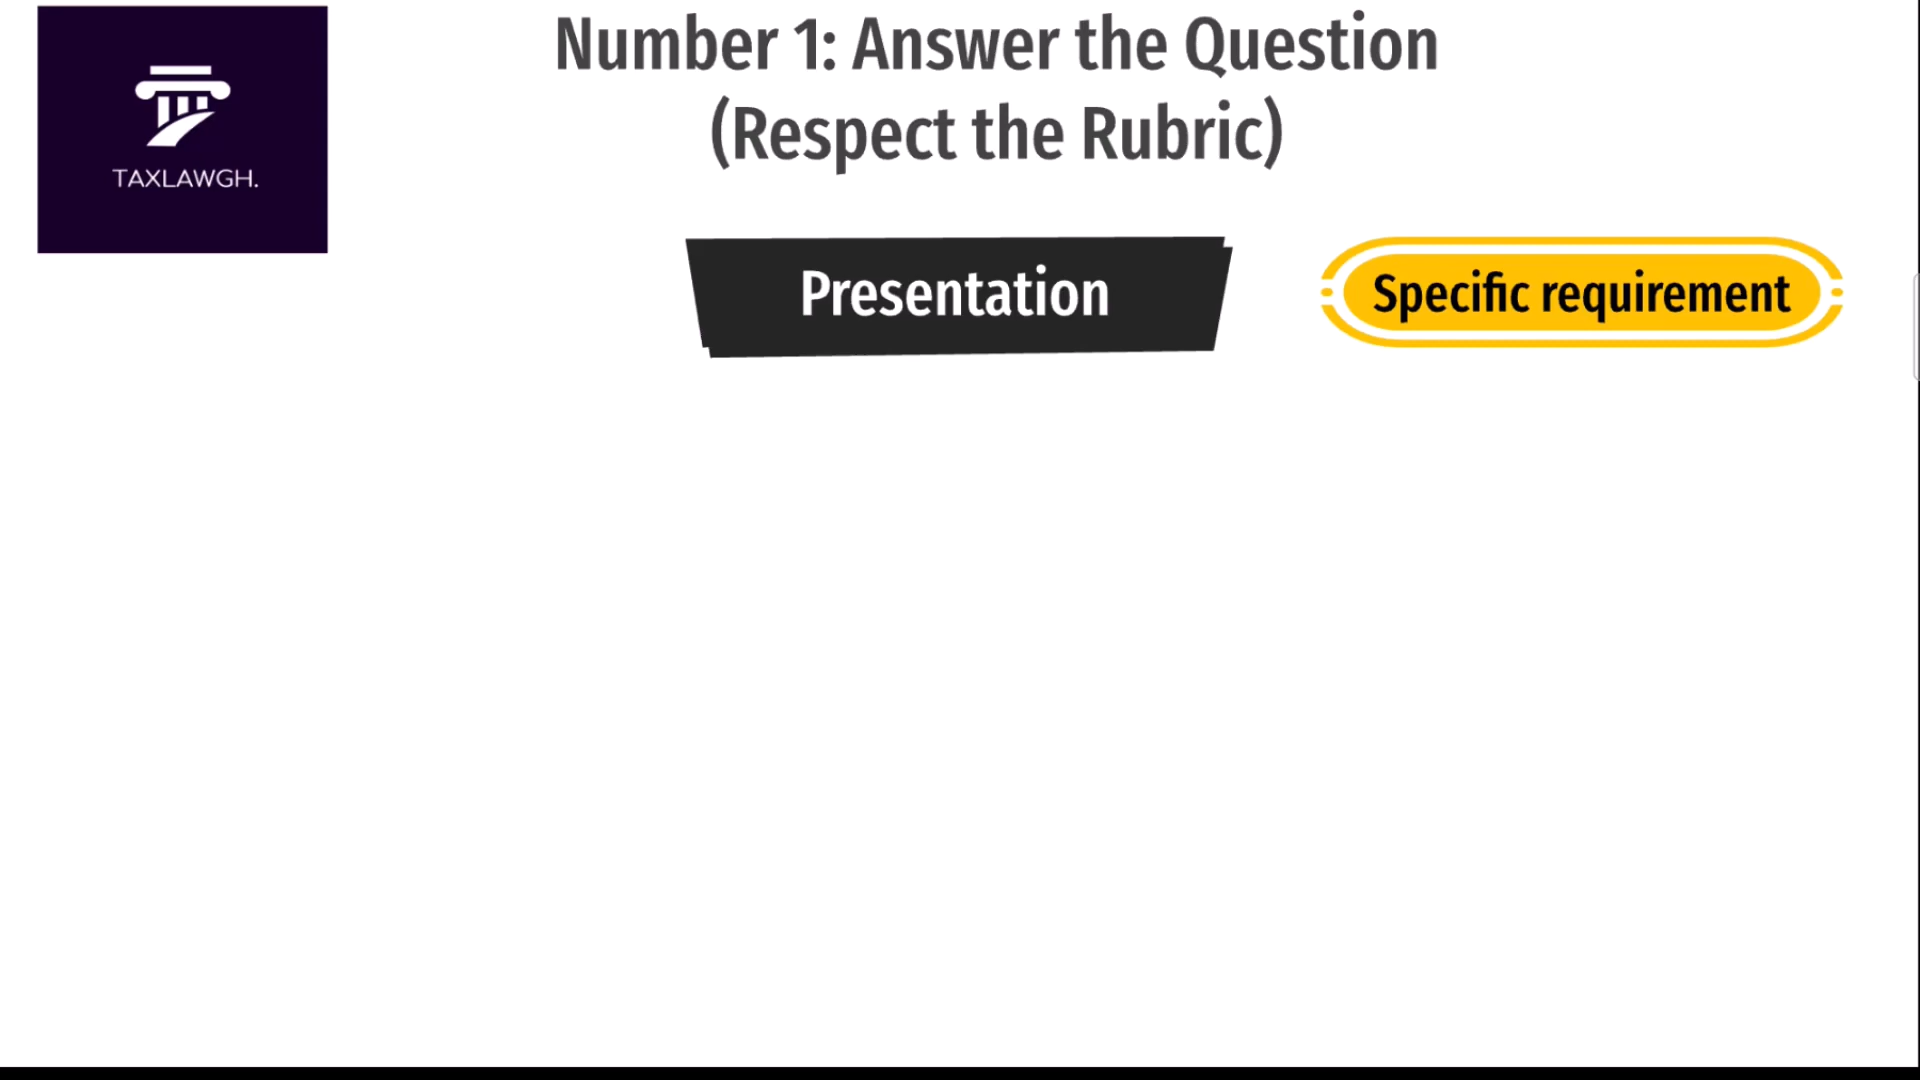 TAXLAWGH.
Number 1: Answer the Question
(Respect the Rubric)
Presentation
Specific requirement